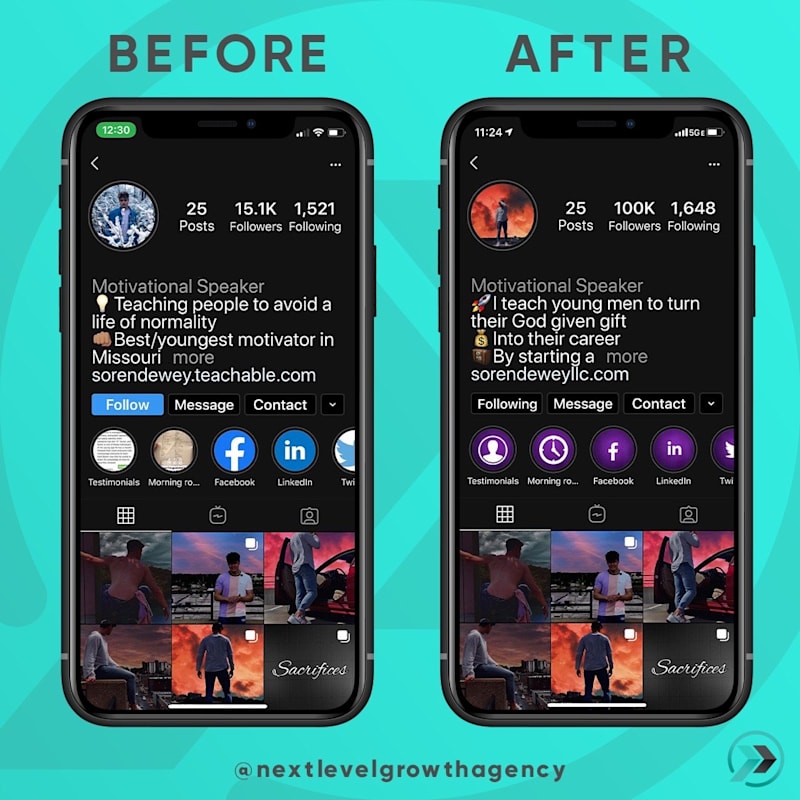 BEFORE
AFTER
12:30
25 15.1K 1,521
Posts Followers Following
Motivational Speaker
💡Teaching people to avoid a
life of normality
👊🏽Best/youngest motivator in
Missouri more
sorendewey.teachable.com
Follow Message Contact
Testimonials Morning ro... Facebook LinkedIn Twi
Sacrifices
11:24 5GE
25 100K 1,648
Posts Followers Following
Motivational Speaker
🚀I teach young men to turn
their God given gift
💰Into their career
By starting a more
sorendeweyllc.com
Following Message Contact
Testimonials Morning ro... Facebook LinkedIn Twi
Sacrifices
@nextlevelgrowthagency